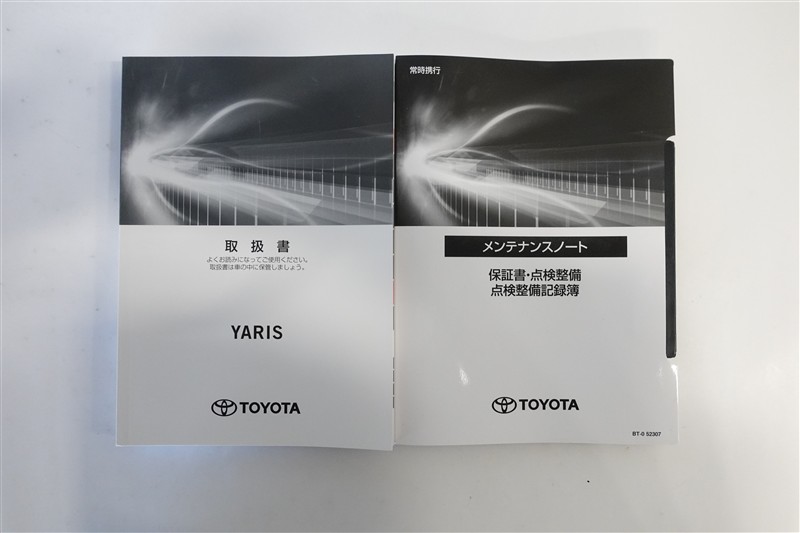 取扱書
よくお読みになってご使用ください。
取扱書は車の中に保管しましょう。
YARIS
TOYOTA
常時携行
メンテナンスノート
保証書・点検整備
点検整備記録簿
TOYOTA
BT-0 52307